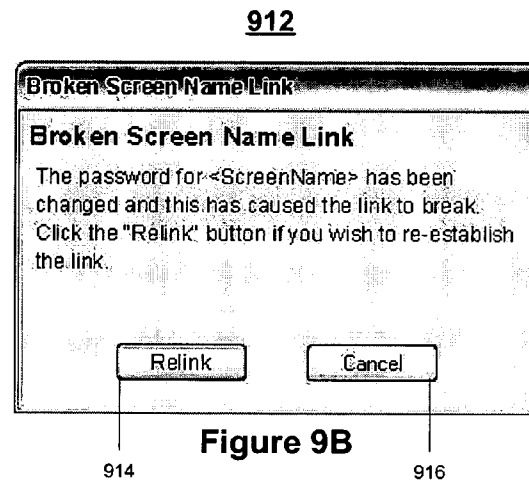 912
Broken Screen Name Link
Broken Screen Name Link
The password for <ScreenName> has been
changed and this has caused the link to break.
Click the "Relink" button if you wish to re-establish
the link.
Relink Cancel
Figure 9B
914 916